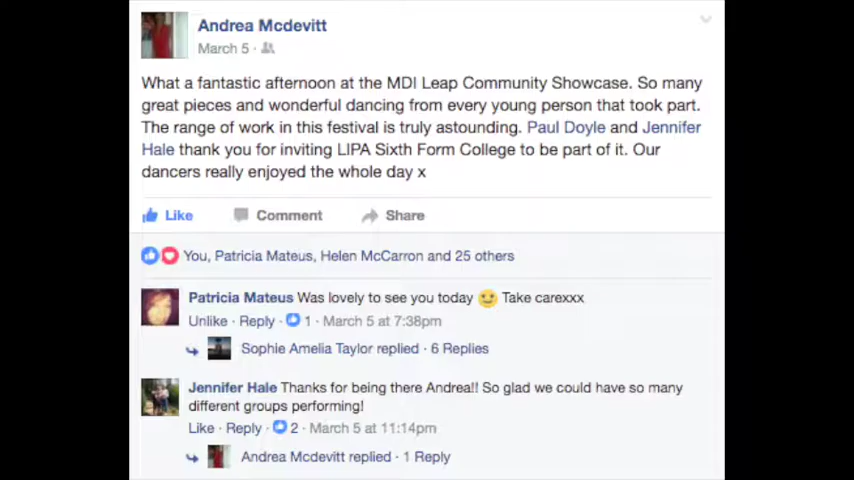 Andrea Mcdevitt
March 5 ·
What a fantastic afternoon at the MDI Leap Community Showcase. So many
great pieces and wonderful dancing from every young person that took part.
The range of work in this festival is truly astounding. Paul Doyle and Jennifer
Hale thank you for inviting LIPA Sixth Form College to be part of it. Our
dancers really enjoyed the whole day x
Like Comment Share
You, Patricia Mateus, Helen McCarron and 25 others
Patricia Mateus Was lovely to see you today 😉 Take carexxx
Unlike · Reply · 1 · March 5 at 7:38pm
Sophie Amelia Taylor replied · 6 Replies
Jennifer Hale Thanks for being there Andrea!! So glad we could have so many
different groups performing!
Like · Reply · 2 · March 5 at 11:14pm
Andrea Mcdevitt replied · 1 Reply